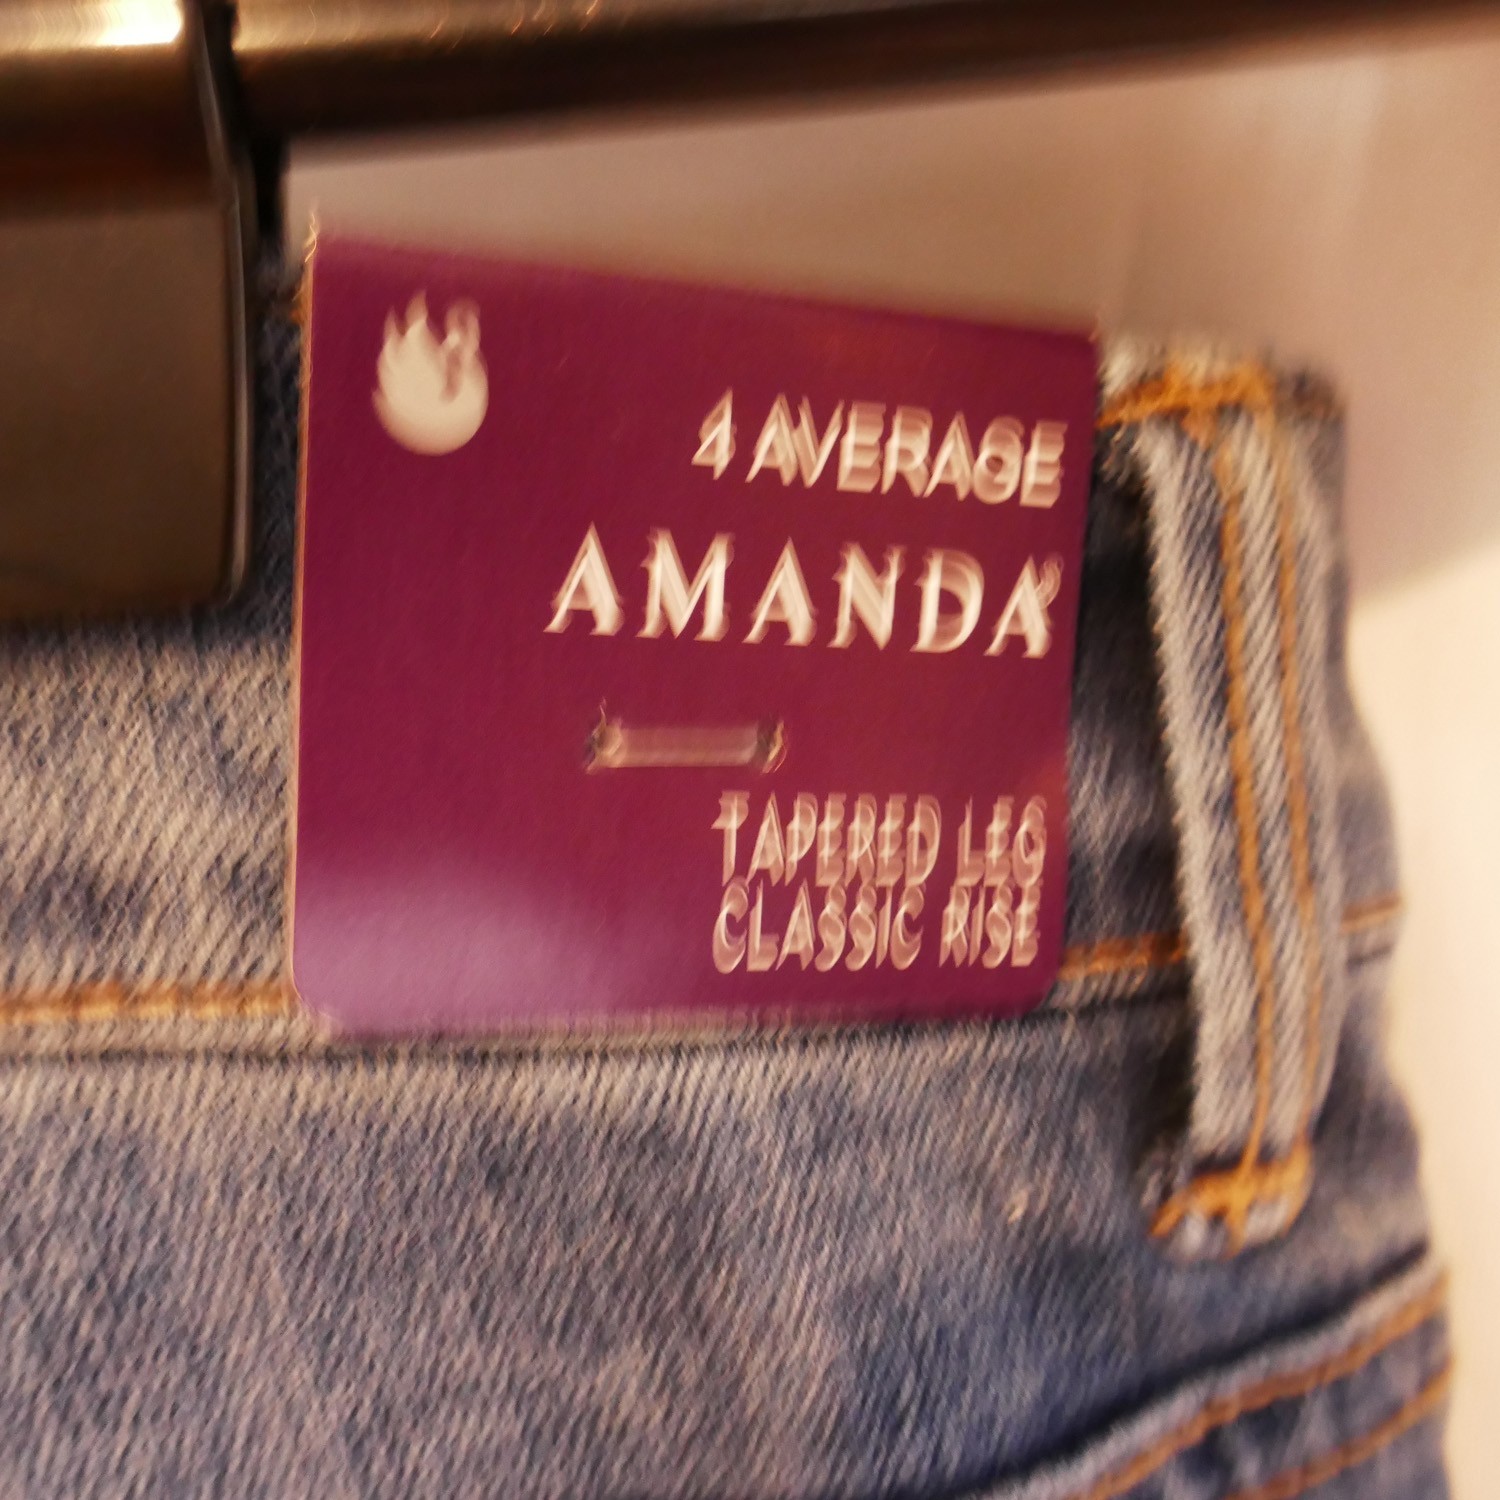 4 AVERAGE
AMANDA®
TAPERED LEG
CLASSIC RISE